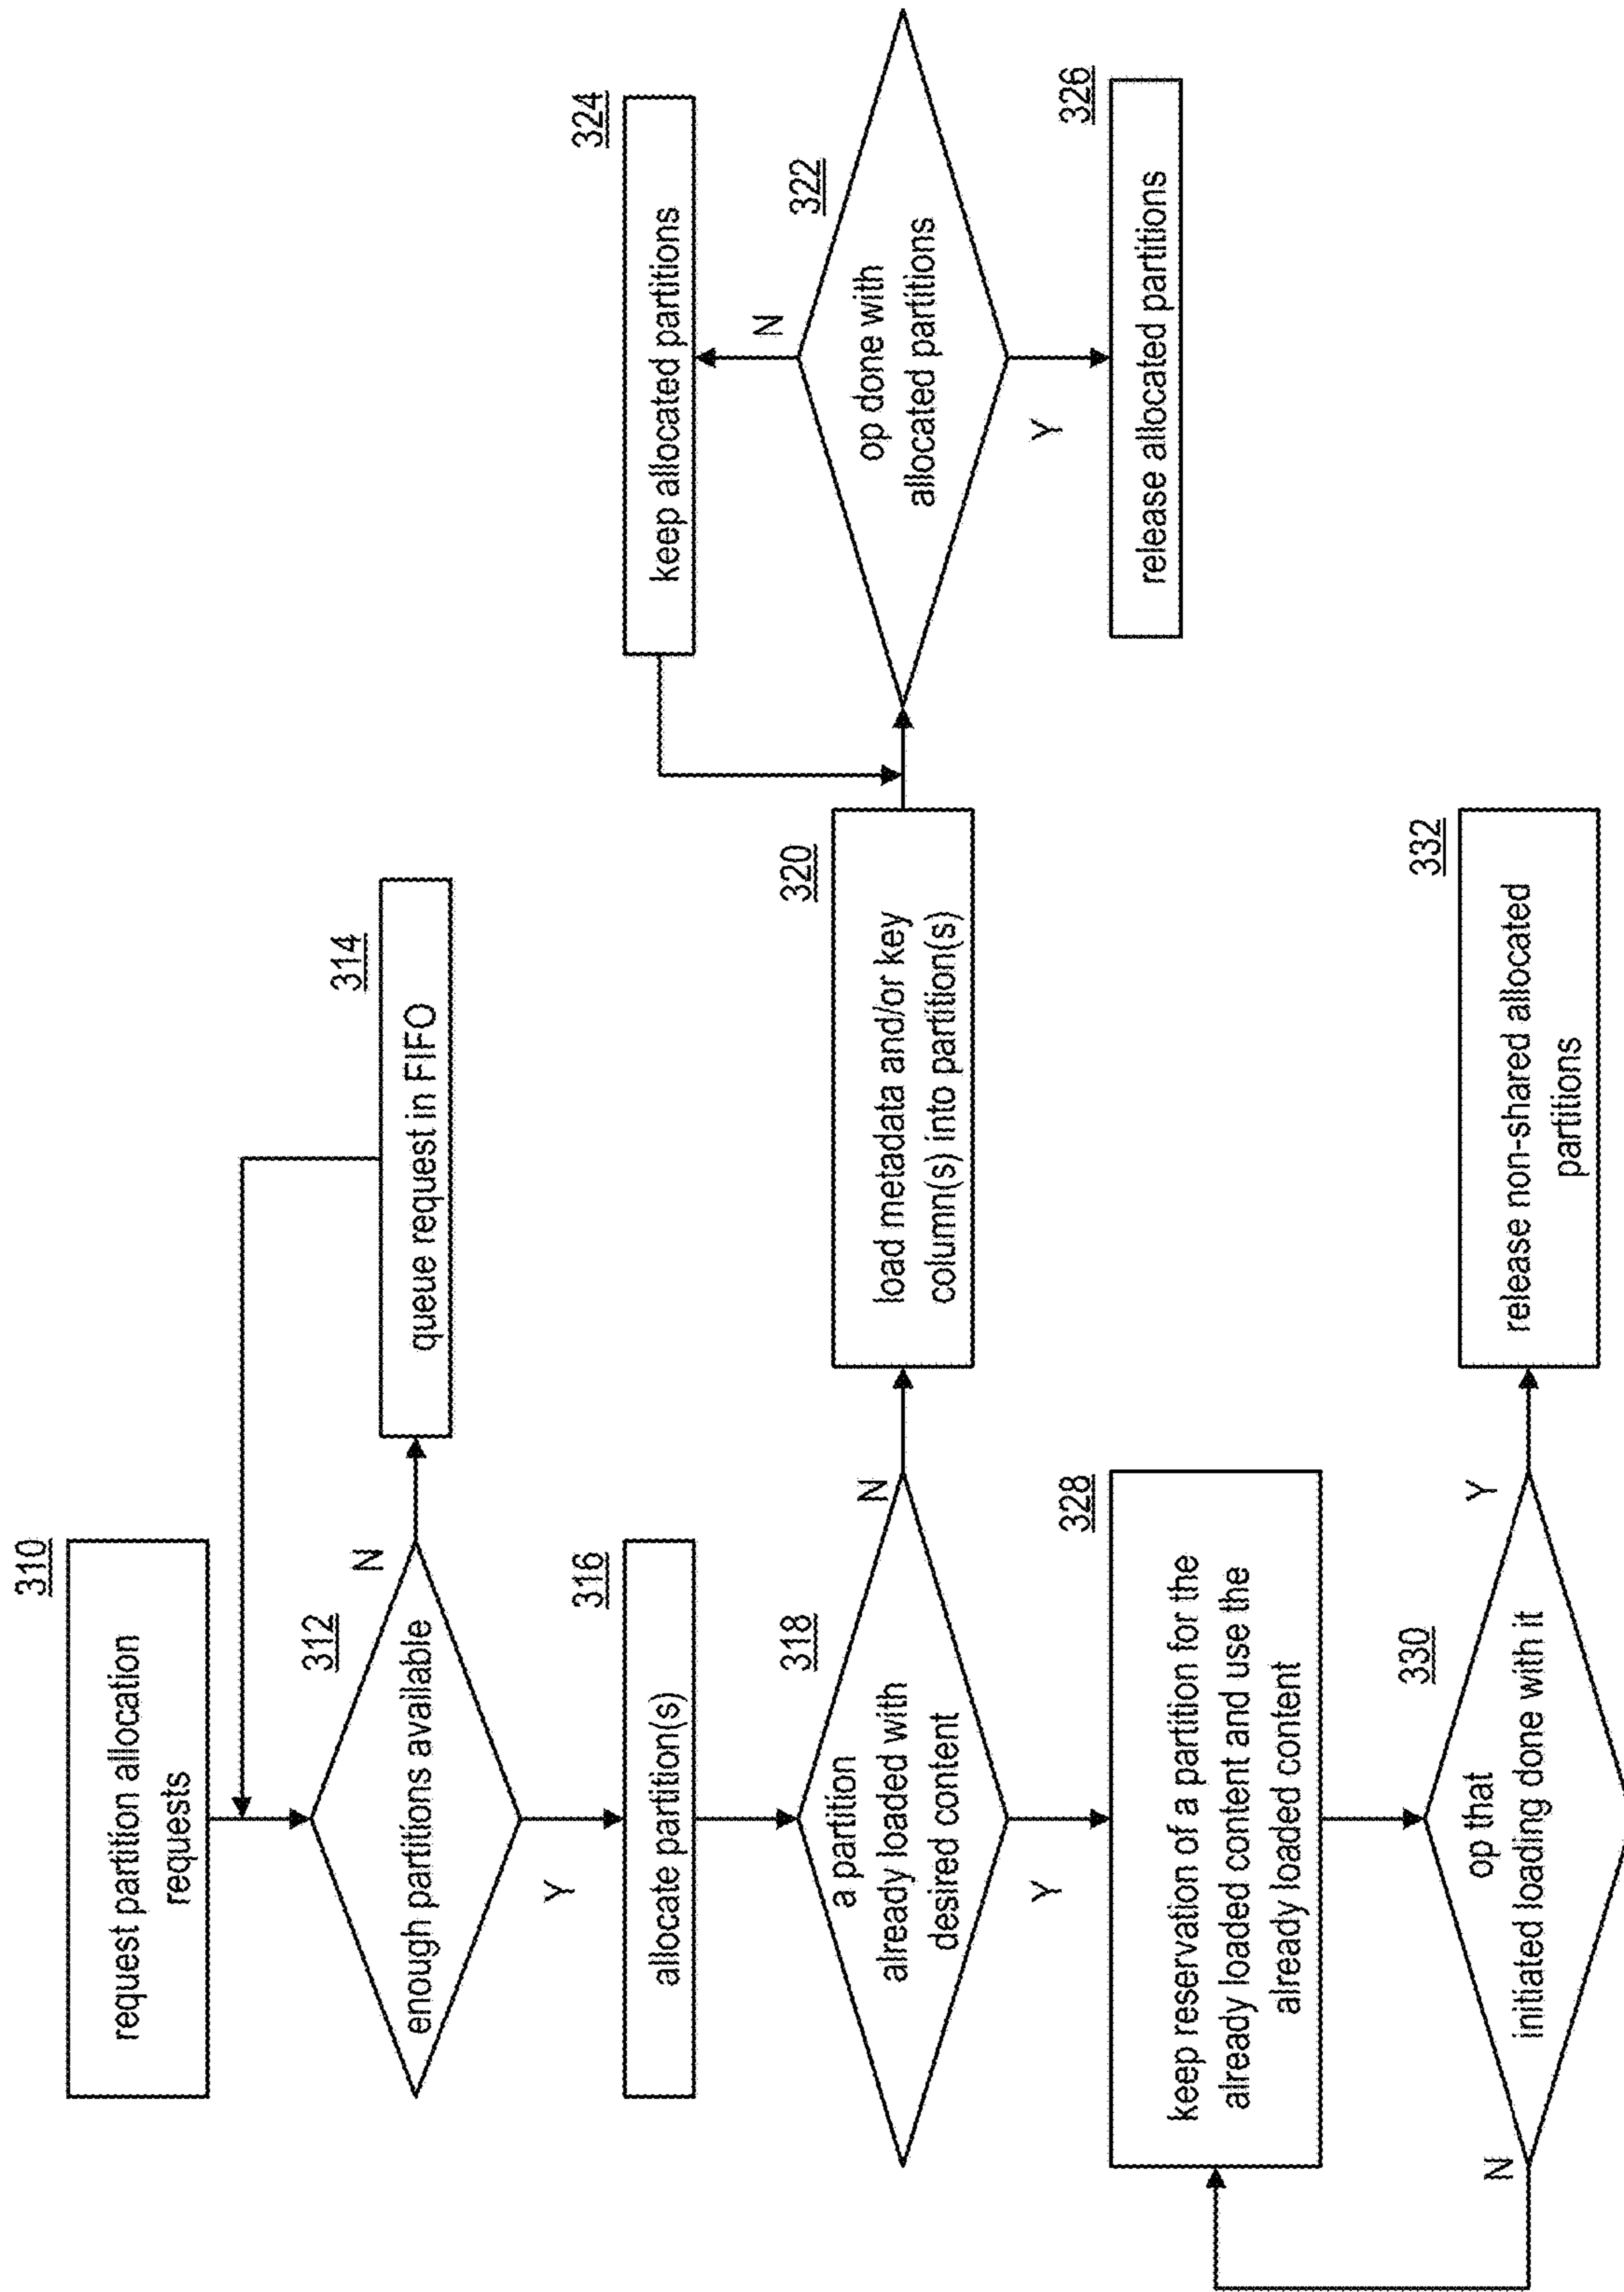 310
request partition allocation
requests
312
enough partitions available
N
Y
314
queue request in FIFO
316
allocate partition(s)
318
a partition
already loaded with
desired content
N
Y
320
load metadata and/or key
column(s) into partition(s)
322
op done with
allocated partitions
N
Y
324
keep allocated partitions
326
release allocated partitions
328
keep reservation of a partition for the
already loaded content and use the
already loaded content
330
op that
initiated loading done with it
N
Y
332
release non-shared allocated
partitions